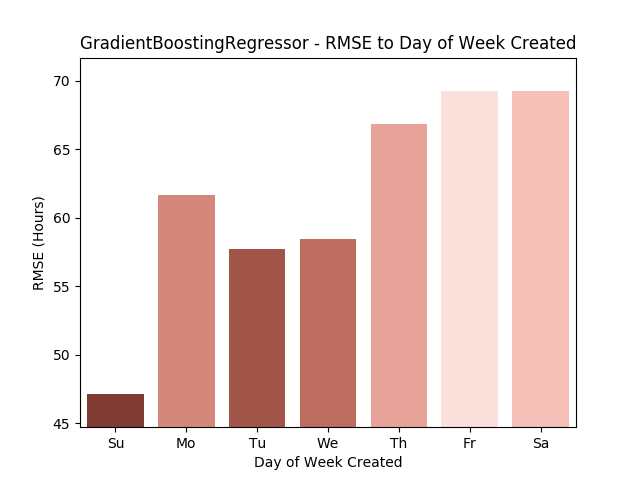 GradientBoostingRegressor - RMSE to Day of Week Created
RMSE (Hours)
70
65
60
55
50
45
Su Mo Tu We Th Fr Sa
Day of Week Created